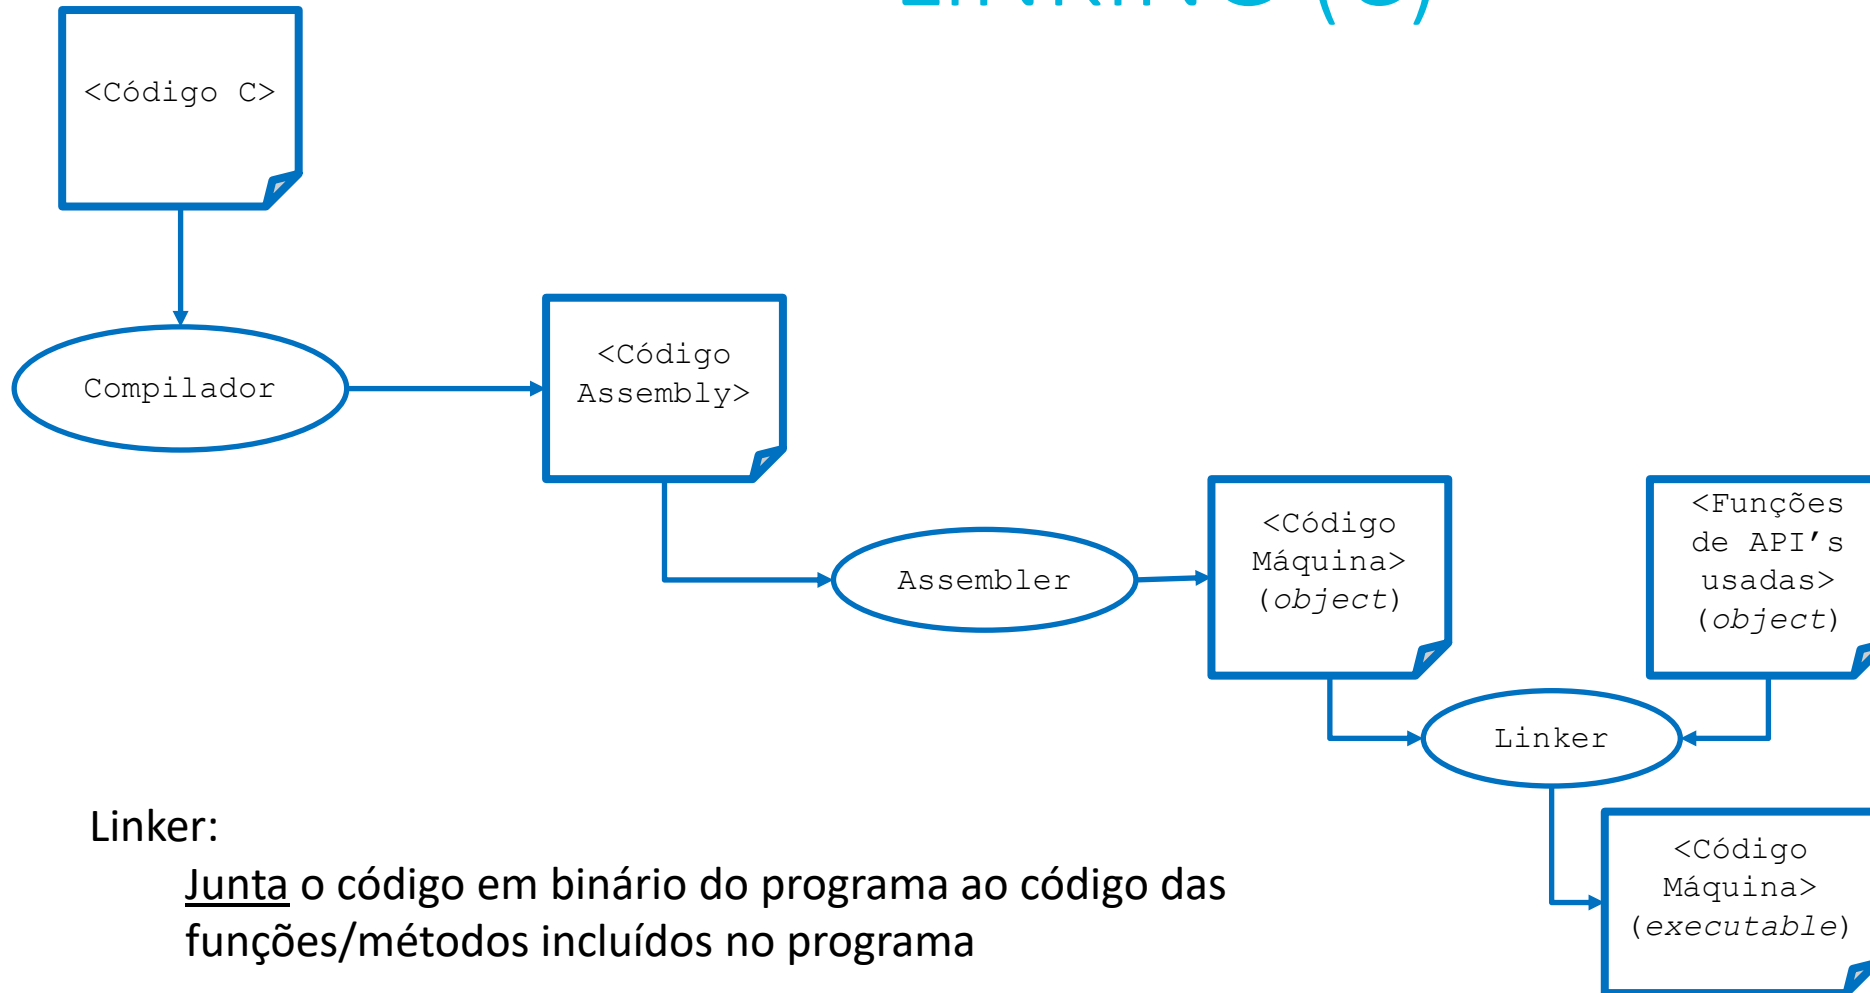 LINKING (C)
<Código C>
Compilador
<Código
Assembly>
Assembler
<Código
Máquina>
(object)
<Funções
de API’s
usadas>
(object)
Linker
<Código
Máquina>
(executable)
Linker:
Junta o código em binário do programa ao código das
funções/métodos incluídos no programa